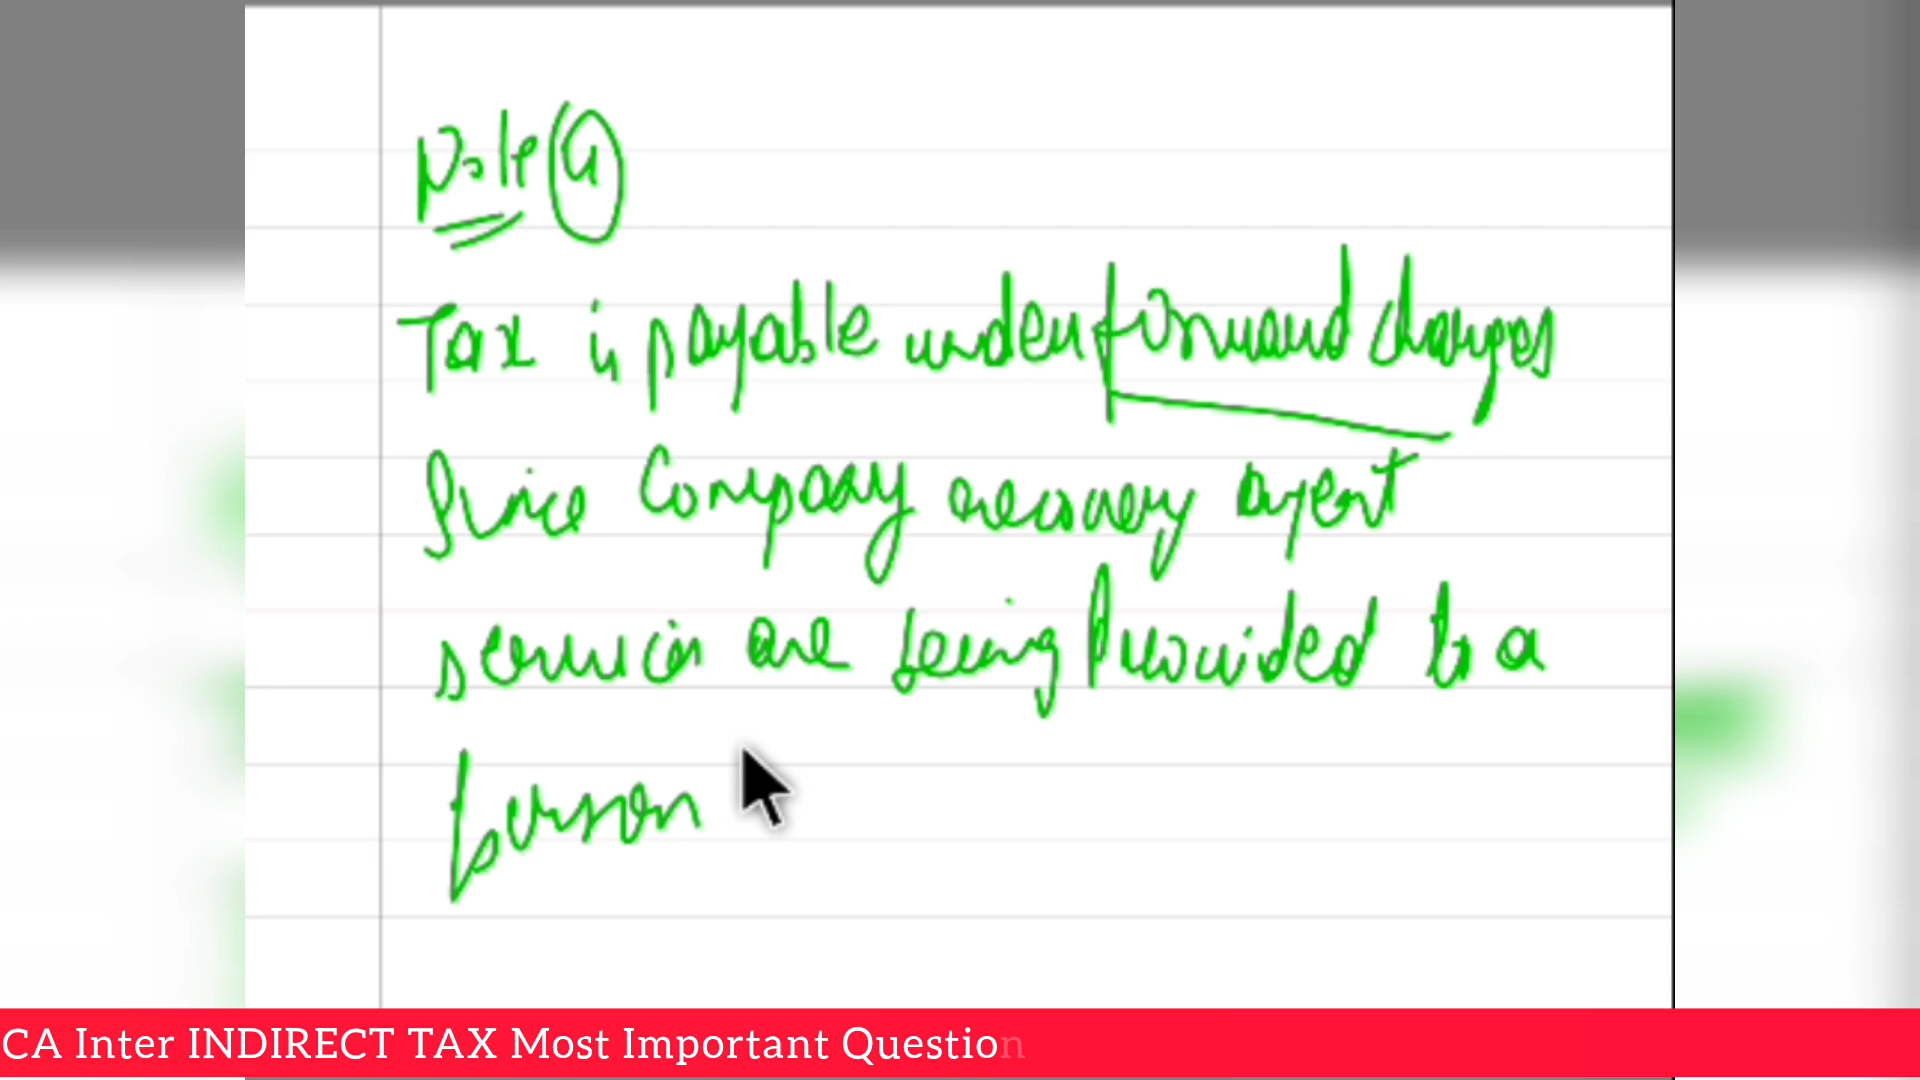 Note (4)
Tax is payable under forward charges
Since Company recovery agent
services are being Provided to a
person
CA Inter INDIRECT TAX Most Important Question